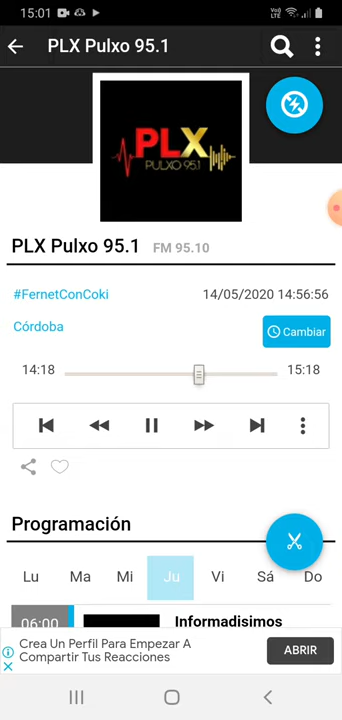 15:01
Vo)) LTE
PLX Pulxo 95.1
PLX
PULXO 95.1
PLX Pulxo 95.1 FM 95.10
#FernetConCoki 14/05/2020 14:56:56
Córdoba Cambiar
14:18 15:18
Programación
Lu Ma Mi Ju Vi Sá Do
06:00 Informadisimos
Crea Un Perfil Para Empezar A
Compartir Tus Reacciones
ABRIR